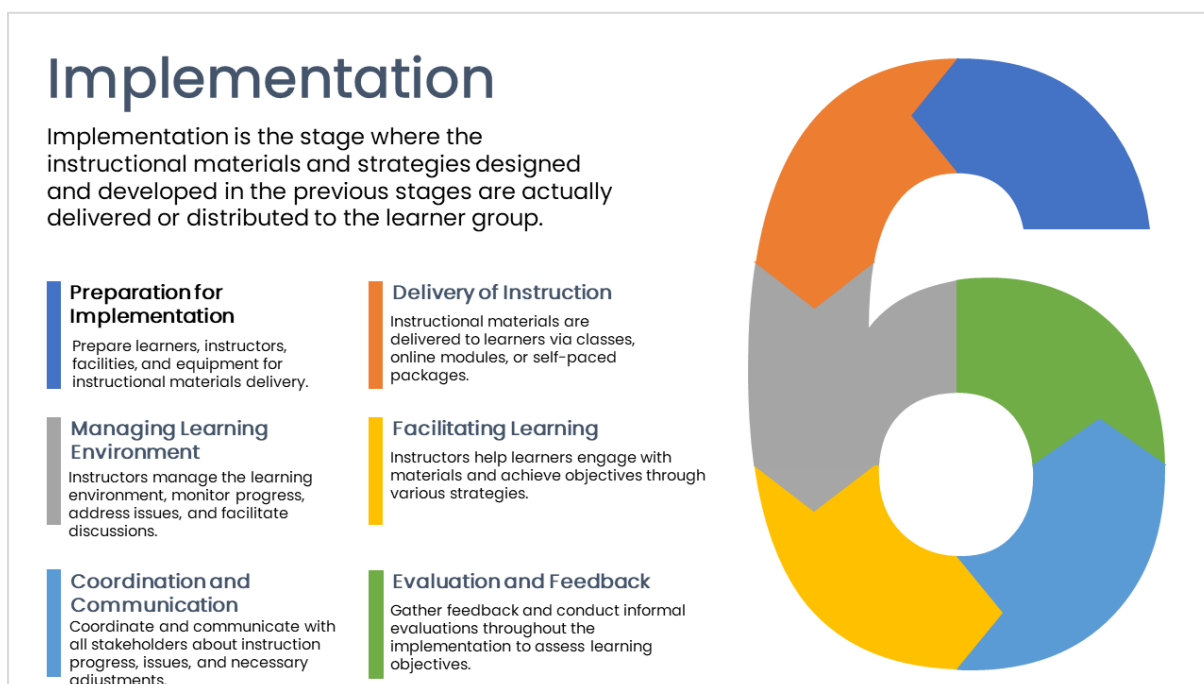 Implementation
Implementation is the stage where the
instructional materials and strategies designed
and developed in the previous stages are actually
delivered or distributed to the learner group.
Preparation for
Implementation
Prepare learners, instructors,
facilities, and equipment for
instructional materials delivery.
Delivery of Instruction
Instructional materials are
delivered to learners via classes,
online modules, or self-paced
packages.
Managing Learning
Environment
Instructors manage the learning
environment, monitor progress,
address issues, and facilitate
discussions.
Facilitating Learning
Instructors help learners engage with
materials and achieve objectives through
various strategies.
Coordination and
Communication
Coordinate and communicate with
all stakeholders about instruction
progress, issues, and necessary
adjustments.
Evaluation and Feedback
Gather feedback and conduct informal
evaluations throughout the
implementation to assess learning
objectives.
6